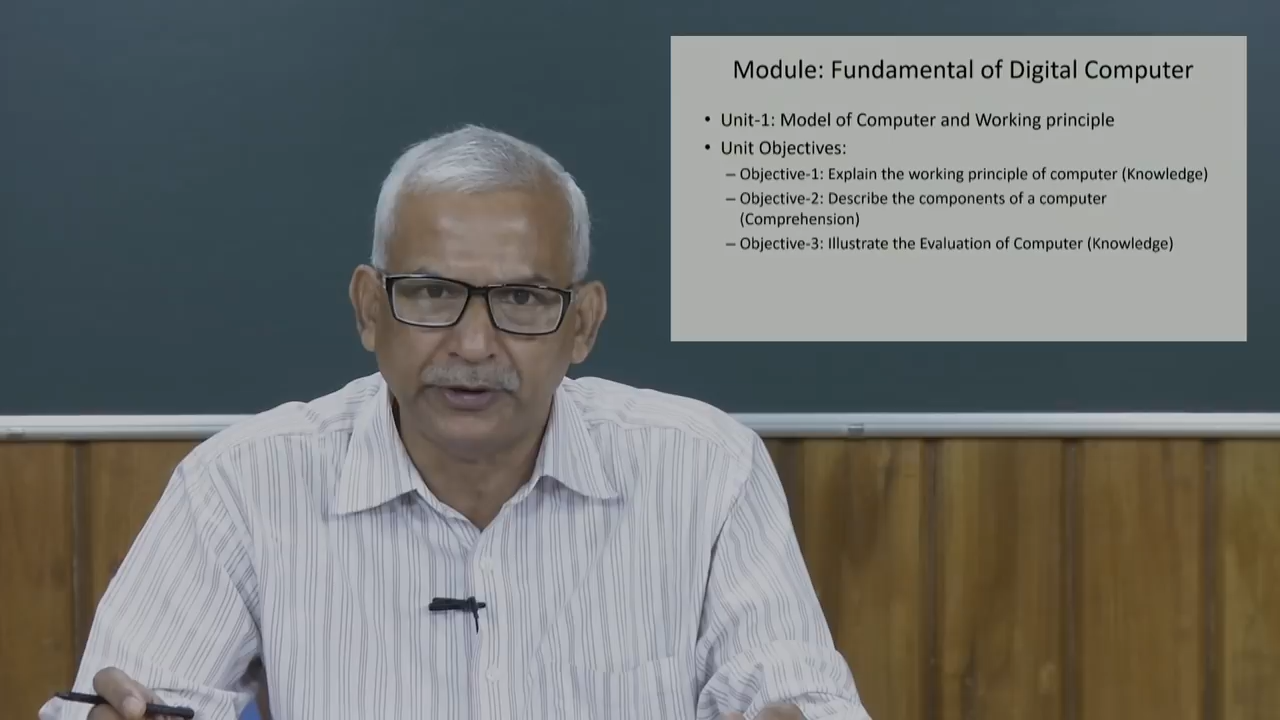 Module: Fundamental of Digital Computer
• Unit-1: Model of Computer and Working principle
• Unit Objectives:
– Objective-1: Explain the working principle of computer (Knowledge)
– Objective-2: Describe the components of a computer
(Comprehension)
– Objective-3: Illustrate the Evaluation of Computer (Knowledge)